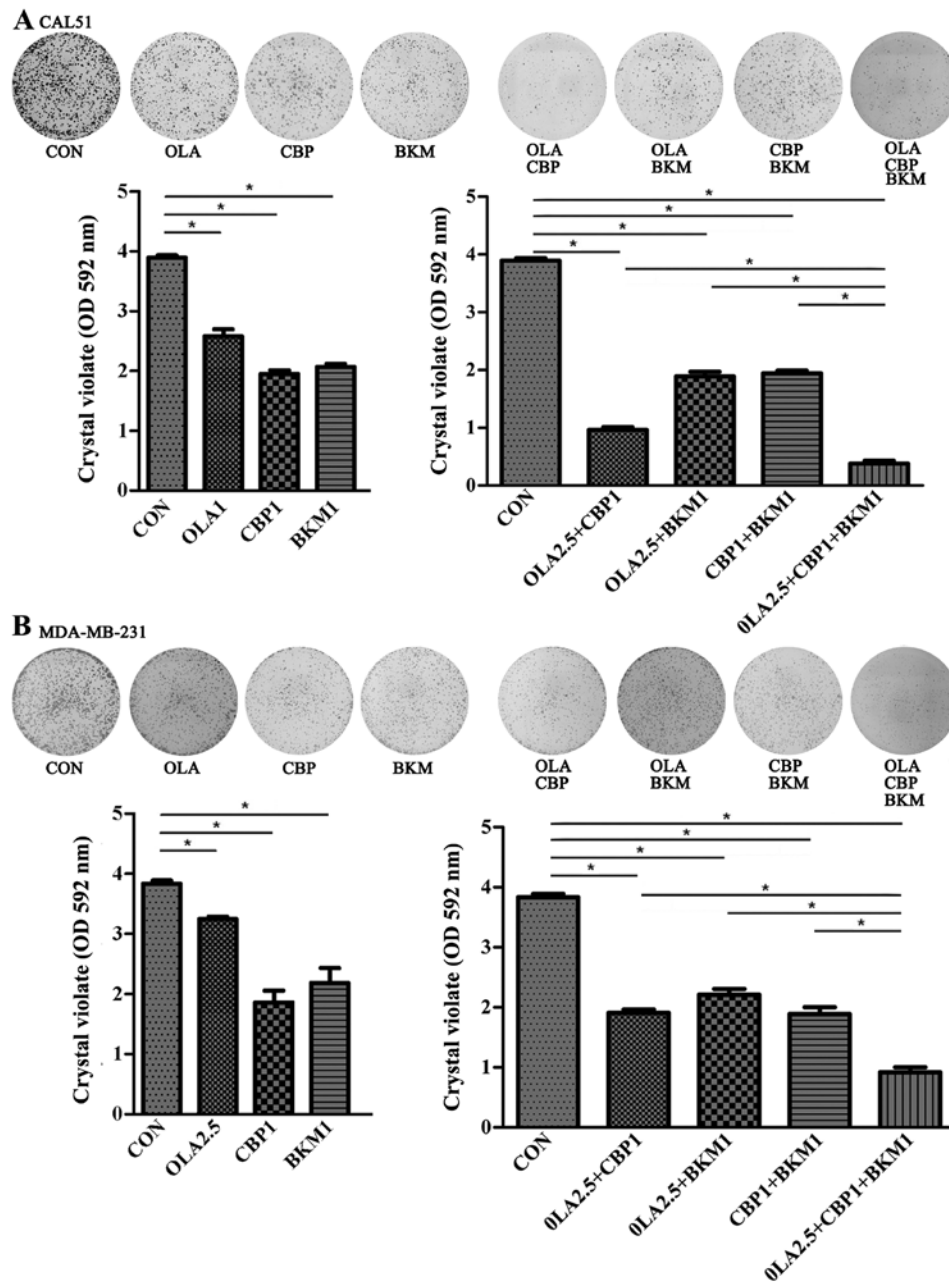 A CAL51
CON
OLA
CBP
BKM
OLA
CBP
OLA
BKM
CBP
BKM
OLA
CBP
BKM
Crystal violate (OD 592 nm)
5
4
3
2
1
0
*
*
*
CON
OLA1
CBP1
BKM1
Crystal violate (OD 592 nm)
5
4
3
2
1
0
*
*
*
*
*
*
*
CON
OLA2.5+CBP1
OLA2.5+BKM1
CBP1+BKM1
0LA2.5+CBP1+BKM1
B MDA-MB-231
CON
OLA
CBP
BKM
OLA
CBP
OLA
BKM
CBP
BKM
OLA
CBP
BKM
Crystal violate (OD 592 nm)
5
4
3
2
1
0
*
*
*
CON
OLA2.5
CBP1
BKM1
Crystal violate (OD 592 nm)
5
4
3
2
1
0
*
*
*
*
*
*
*
CON
0LA2.5+CBP1
0LA2.5+BKM1
CBP1+BKM1
0LA2.5+CBP1+BKM1